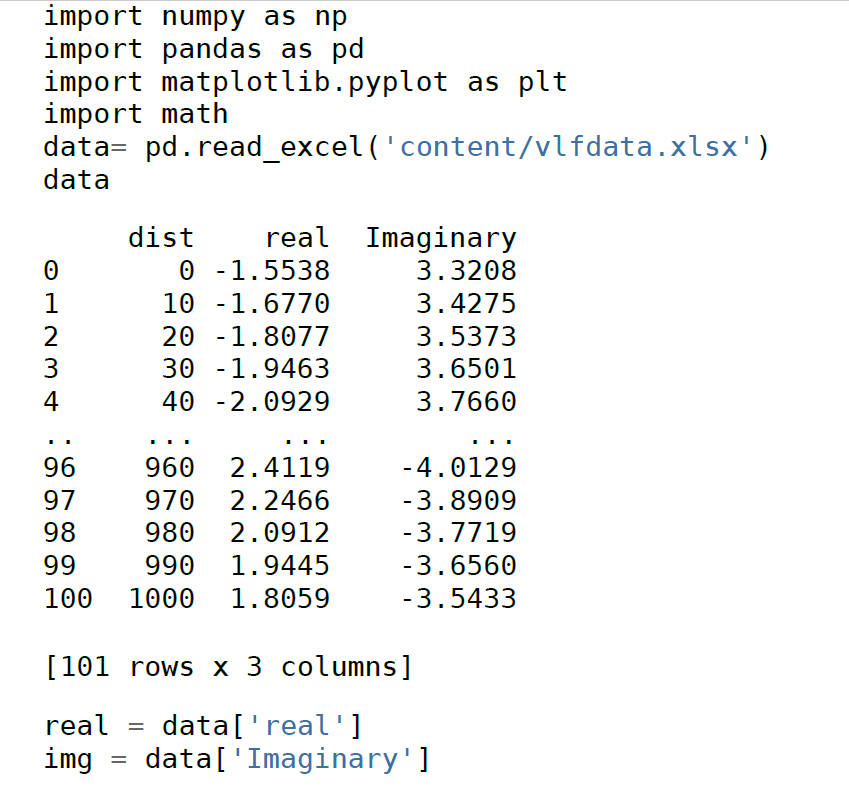 import numpy as np
import pandas as pd
import matplotlib.pyplot as plt
import math
data= pd.read_excel('content/vlfdata.xlsx')
data
     dist    real  Imaginary
0       0 -1.5538     3.3208
1      10 -1.6770     3.4275
2      20 -1.8077     3.5373
3      30 -1.9463     3.6501
4      40 -2.0929     3.7660
..    ...     ...        ...
96    960  2.4119    -4.0129
97    970  2.2466    -3.8909
98    980  2.0912    -3.7719
99    990  1.9445    -3.6560
100  1000  1.8059    -3.5433
[101 rows x 3 columns]
real = data['real']
img = data['Imaginary']